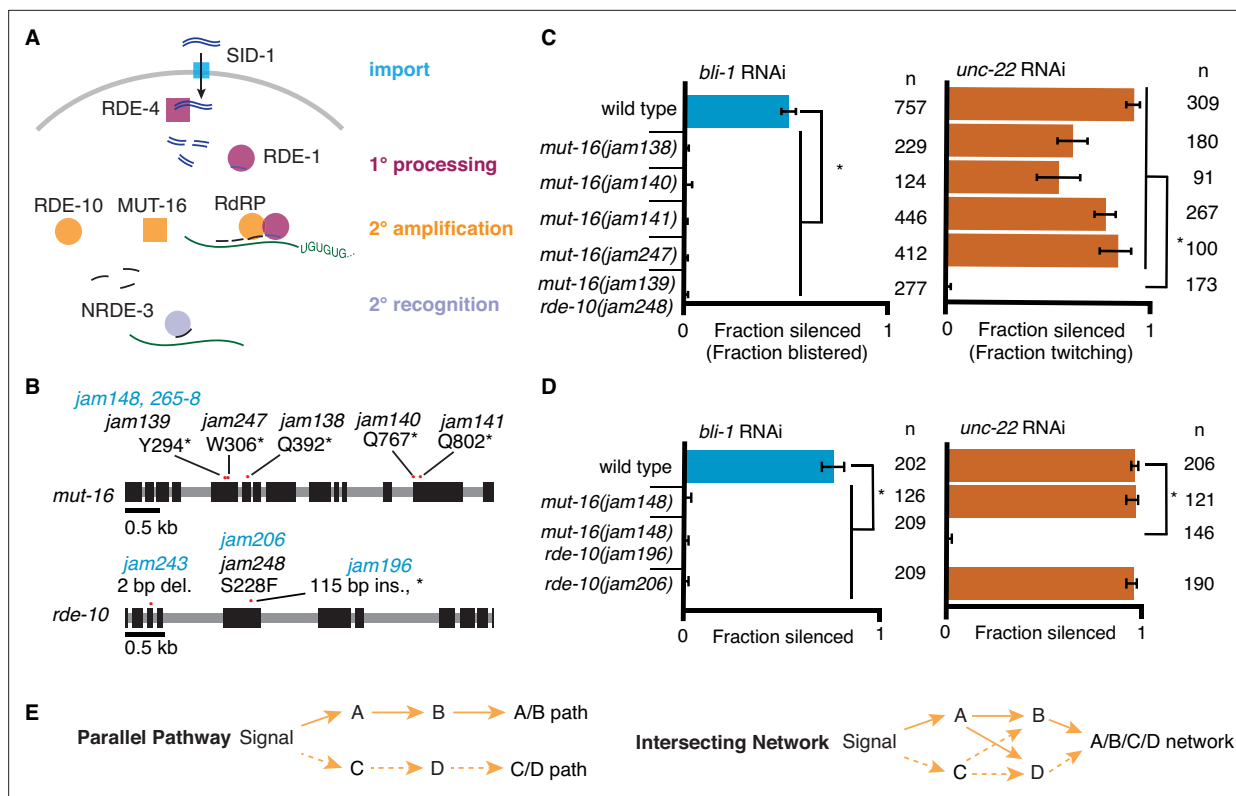 A
SID-1
import
RDE-4
RDE-1
1° processing
RDE-10
MUT-16
RdRP
2° amplification
UGUGUG...
NRDE-3
2° recognition
B
jam148, 265-8
jam139
jam247
jam138
jam140
jam141
Y294*
W306*
Q392*
Q767*
Q802*
mut-16
0.5 kb
jam206
jam243
jam248
jam196
2 bp del.
S228F
115 bp ins., *
rde-10
0.5 kb
C
bli-1 RNAi
n
unc-22 RNAi
n
wild type
757
309
mut-16(jam138)
229
180
mut-16(jam140)
124
91
mut-16(jam141)
446
267
mut-16(jam247)
412
100
mut-16(jam139)
rde-10(jam248)
277
173
*
*
0
1
0
1
Fraction silenced
(Fraction blistered)
Fraction silenced
(Fraction twitching)
D
bli-1 RNAi
n
unc-22 RNAi
n
wild type
202
206
mut-16(jam148)
126
121
mut-16(jam148)
rde-10(jam196)
209
146
rde-10(jam206)
209
190
*
*
0
1
0
1
Fraction silenced
Fraction silenced
E
Parallel Pathway
Signal
A
B
A/B path
C
D
C/D path
Intersecting Network
Signal
A
B
C
D
A/B/C/D network